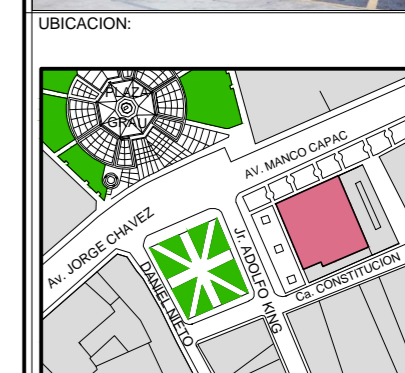 UBICACION:
PLAZA
GRAU
AV. MANCO CAPAC
Av. JORGE CHAVEZ
Jr. ADOLFO KING
DANIEL NIETO
Ca. CONSTITUCION